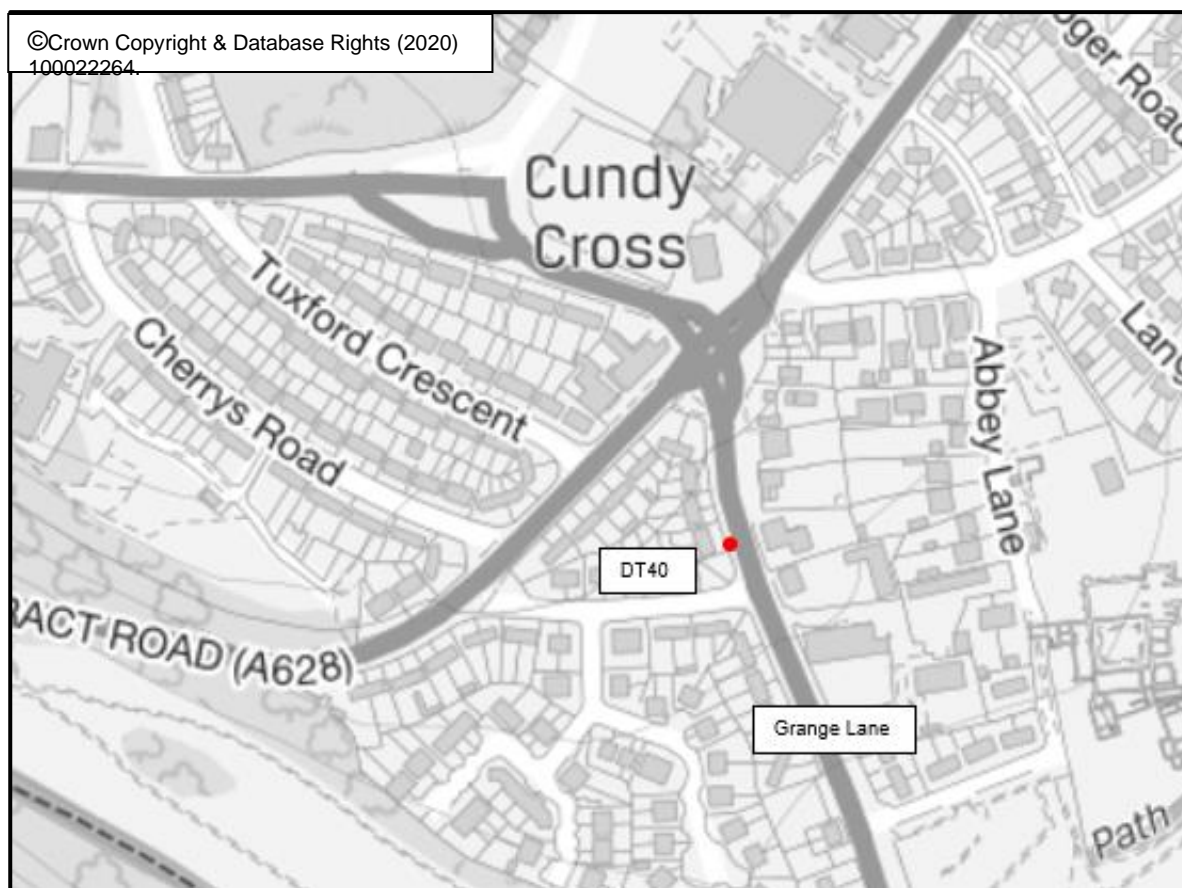 ©Crown Copyright & Database Rights (2020)
100022264.
Cundy
Cross
Tuxford Crescent
Cherrys Road
Abbey Lane
DT40
ROAD (A628)
Grange Lane
Path
Road